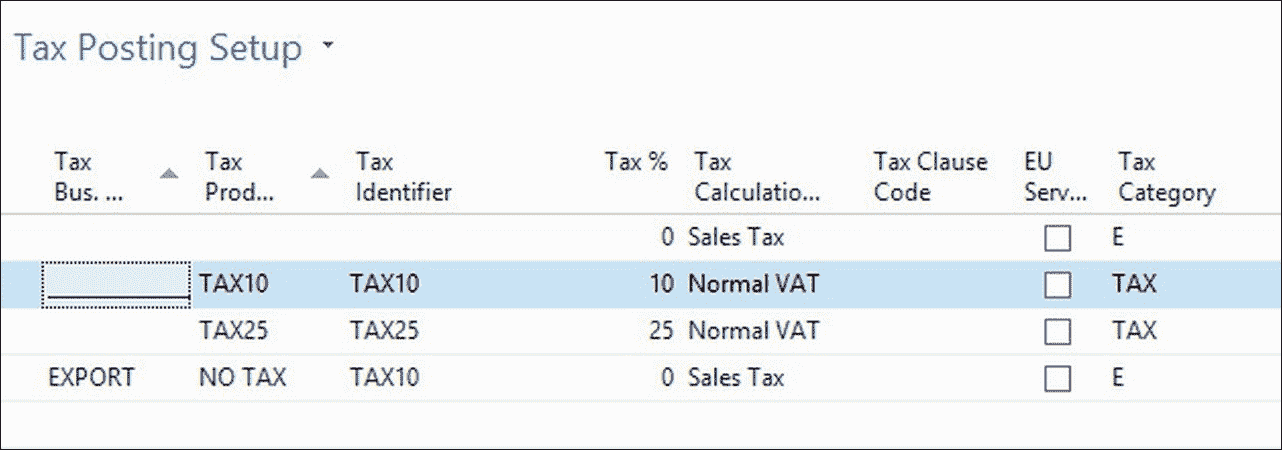 Tax Posting Setup
Tax Bus. ... Tax Prod... Tax Identifier Tax % Tax Calculatio... Tax Clause Code EU Serv... Tax Category
0 Sales Tax E
TAX10 TAX10 10 Normal VAT TAX
TAX25 TAX25 25 Normal VAT TAX
EXPORT NO TAX TAX10 0 Sales Tax E